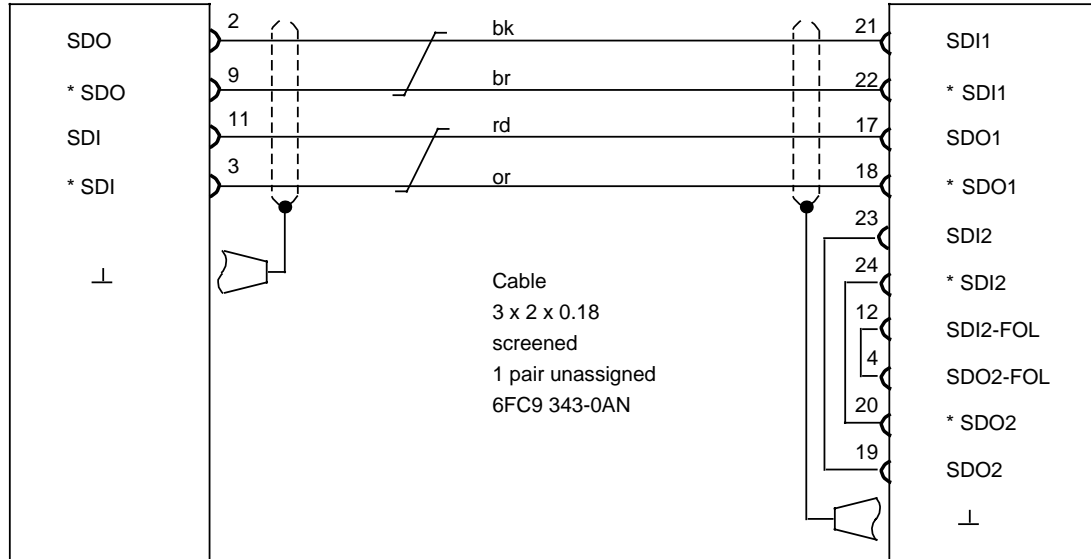 SDO 2 bk 21 SDI1
* SDO 9 br 22 * SDI1
SDI 11 rd 17 SDO1
* SDI 3 or 18 * SDO1
23 SDI2
24 * SDI2
12 SDI2-FOL
4 SDO2-FOL
20 * SDO2
19 SDO2
Cable
3 x 2 x 0.18
screened
1 pair unassigned
6FC9 343-0AN